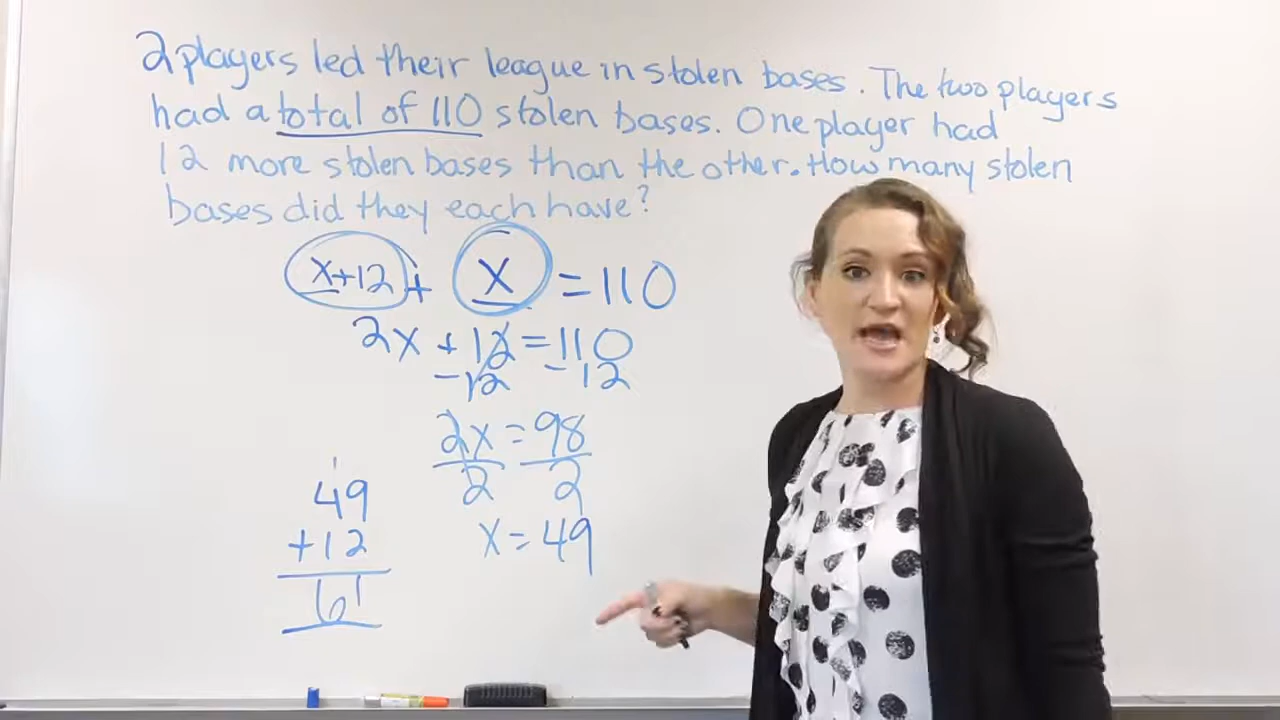 2 players led their league in stolen bases. The two players
had a total of 110 stolen bases. One player had
12 more stolen bases than the other. How many stolen
bases did they each have?
x+12 + x = 110
2x + 12 = 110
-12 -12
2x = 98
2 2
x = 49
1
49
+12
61